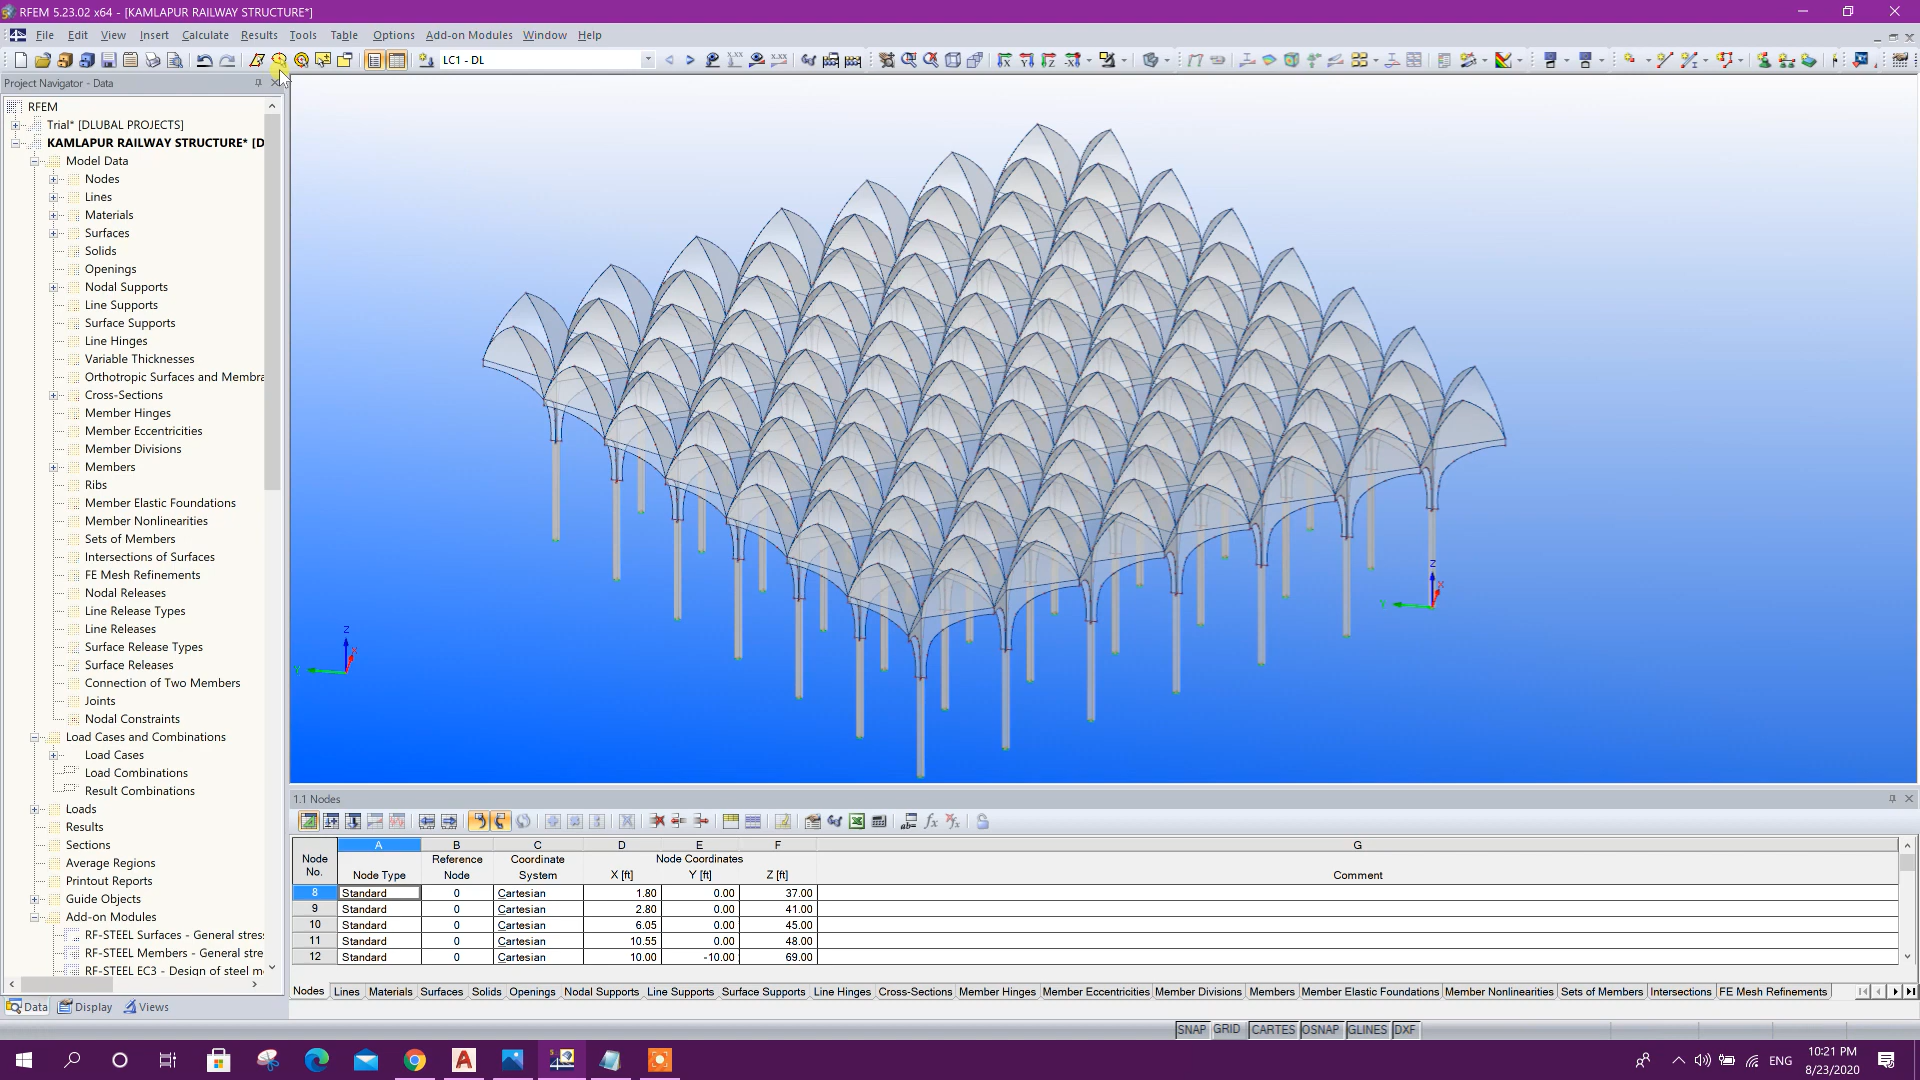 RFEM 5.23.02 x64 - [KAMLAPUR RAILWAY STRUCTURE*]
File Edit View Insert Calculate Results Tools Table Options Add-on Modules Window Help
LC1 - DL
Project Navigator - Data
RFEM
Trial* [DLUBAL PROJECTS]
KAMLAPUR RAILWAY STRUCTURE* [D
Model Data
Nodes
Lines
Materials
Surfaces
Solids
Openings
Nodal Supports
Line Supports
Surface Supports
Line Hinges
Variable Thicknesses
Orthotropic Surfaces and Membra
Cross-Sections
Member Hinges
Member Eccentricities
Member Divisions
Members
Ribs
Member Elastic Foundations
Member Nonlinearities
Sets of Members
Intersections of Surfaces
FE Mesh Refinements
Nodal Releases
Line Release Types
Line Releases
Surface Release Types
Surface Releases
Connection of Two Members
Joints
Nodal Constraints
Load Cases and Combinations
Load Cases
Load Combinations
Result Combinations
Loads
Results
Sections
Average Regions
Printout Reports
Guide Objects
Add-on Modules
RF-STEEL Surfaces - General stres
RF-STEEL Members - General stre
RF-STEEL EC3 - Design of steel m
Data Display Views
Z
X
Y
Z
X
Y
1.1 Nodes
A B C D E F G
Node Reference Coordinate Node Coordinates
No. Node Type Node System X [ft] Y [ft] Z [ft] Comment
8 Standard 0 Cartesian 1.80 0.00 37.00
9 Standard 0 Cartesian 2.80 0.00 41.00
10 Standard 0 Cartesian 6.05 0.00 45.00
11 Standard 0 Cartesian 10.55 0.00 48.00
12 Standard 0 Cartesian 10.00 -10.00 69.00
Nodes Lines Materials Surfaces Solids Openings Nodal Supports Line Supports Surface Supports Line Hinges Cross-Sections Member Hinges Member Eccentricities Member Divisions Members Member Elastic Foundations Member Nonlinearities Sets of Members Intersections FE Mesh Refinements
SNAP GRID CARTES OSNAP GLINES DXF
ENG 10:21 PM
8/23/2020